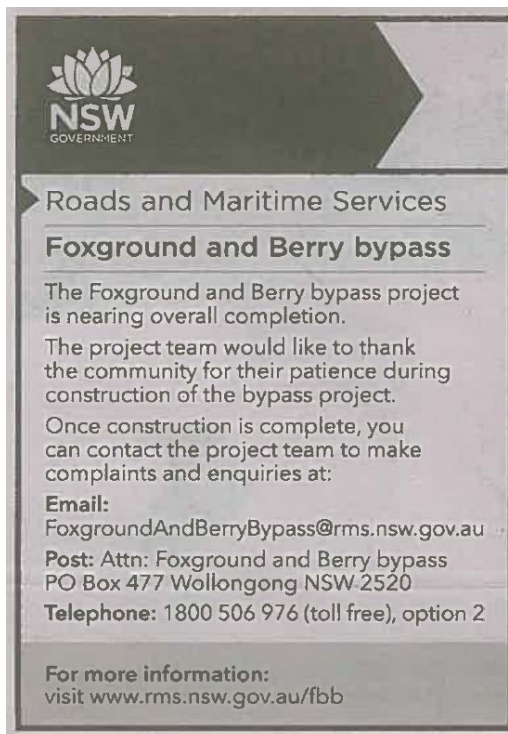 NSW
GOVERNMENT
Roads and Maritime Services
Foxground and Berry bypass
The Foxground and Berry bypass project
is nearing overall completion.
The project team would like to thank
the community for their patience during
construction of the bypass project.
Once construction is complete, you
can contact the project team to make
complaints and enquiries at:
Email:
FoxgroundAndBerryBypass@rms.nsw.gov.au
Post: Attn: Foxground and Berry bypass
PO Box 477 Wollongong NSW 2520
Telephone: 1800 506 976 (toll free), option 2
For more information:
visit www.rms.nsw.gov.au/fbb